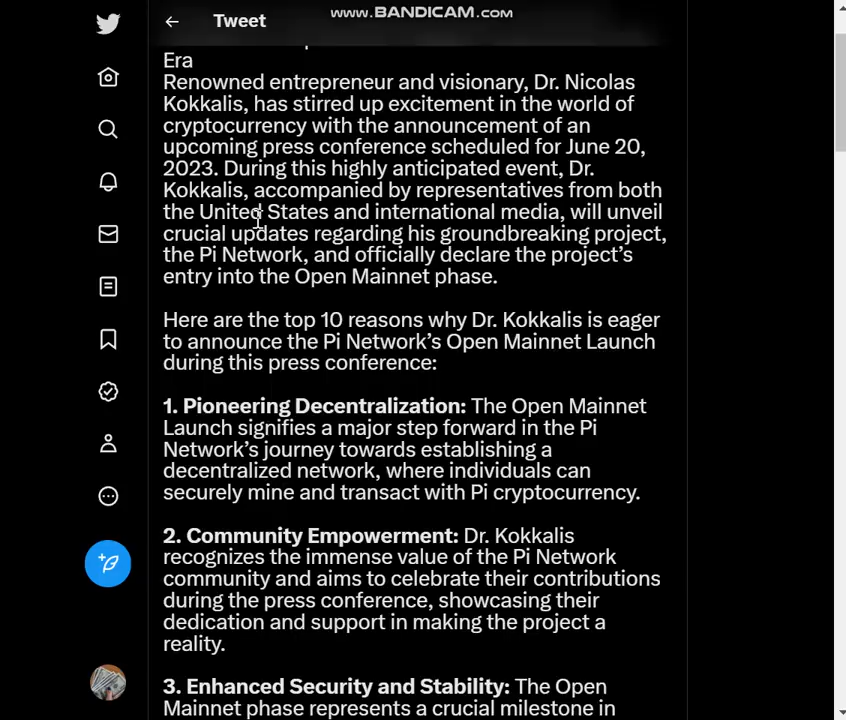 www.BANDICAM.com
Tweet
Era
Renowned entrepreneur and visionary, Dr. Nicolas
Kokkalis, has stirred up excitement in the world of
cryptocurrency with the announcement of an
upcoming press conference scheduled for June 20,
2023. During this highly anticipated event, Dr.
Kokkalis, accompanied by representatives from both
the United States and international media, will unveil
crucial updates regarding his groundbreaking project,
the Pi Network, and officially declare the project’s
entry into the Open Mainnet phase.
Here are the top 10 reasons why Dr. Kokkalis is eager
to announce the Pi Network’s Open Mainnet Launch
during this press conference:
1. Pioneering Decentralization: The Open Mainnet
Launch signifies a major step forward in the Pi
Network’s journey towards establishing a
decentralized network, where individuals can
securely mine and transact with Pi cryptocurrency.
2. Community Empowerment: Dr. Kokkalis
recognizes the immense value of the Pi Network
community and aims to celebrate their contributions
during the press conference, showcasing their
dedication and support in making the project a
reality.
3. Enhanced Security and Stability: The Open
Mainnet phase represents a crucial milestone in